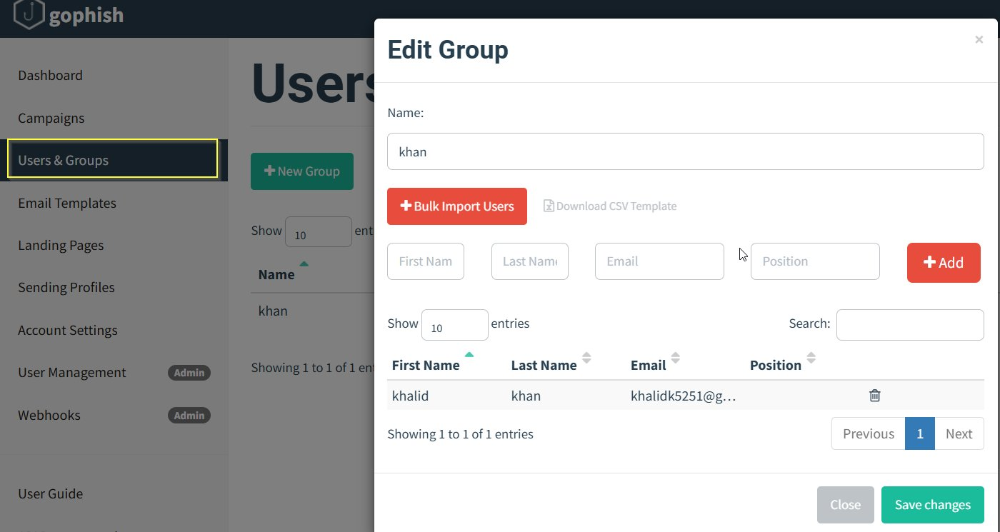 gophish
Dashboard
Campaigns
Users & Groups
Email Templates
Landing Pages
Sending Profiles
Account Settings
User Management Admin
Webhooks Admin
User Guide
Users
New Group
Show 10 ent
Name
khan
Showing 1 to 1 of 1 ent
Edit Group
×
Name:
khan
Bulk Import Users Download CSV Template
First Nam Last Name Email Position Add
Show 10 entries Search:
First Name Last Name Email Position
khalid khan khalidk5251@g...
Showing 1 to 1 of 1 entries Previous 1 Next
Close Save changes